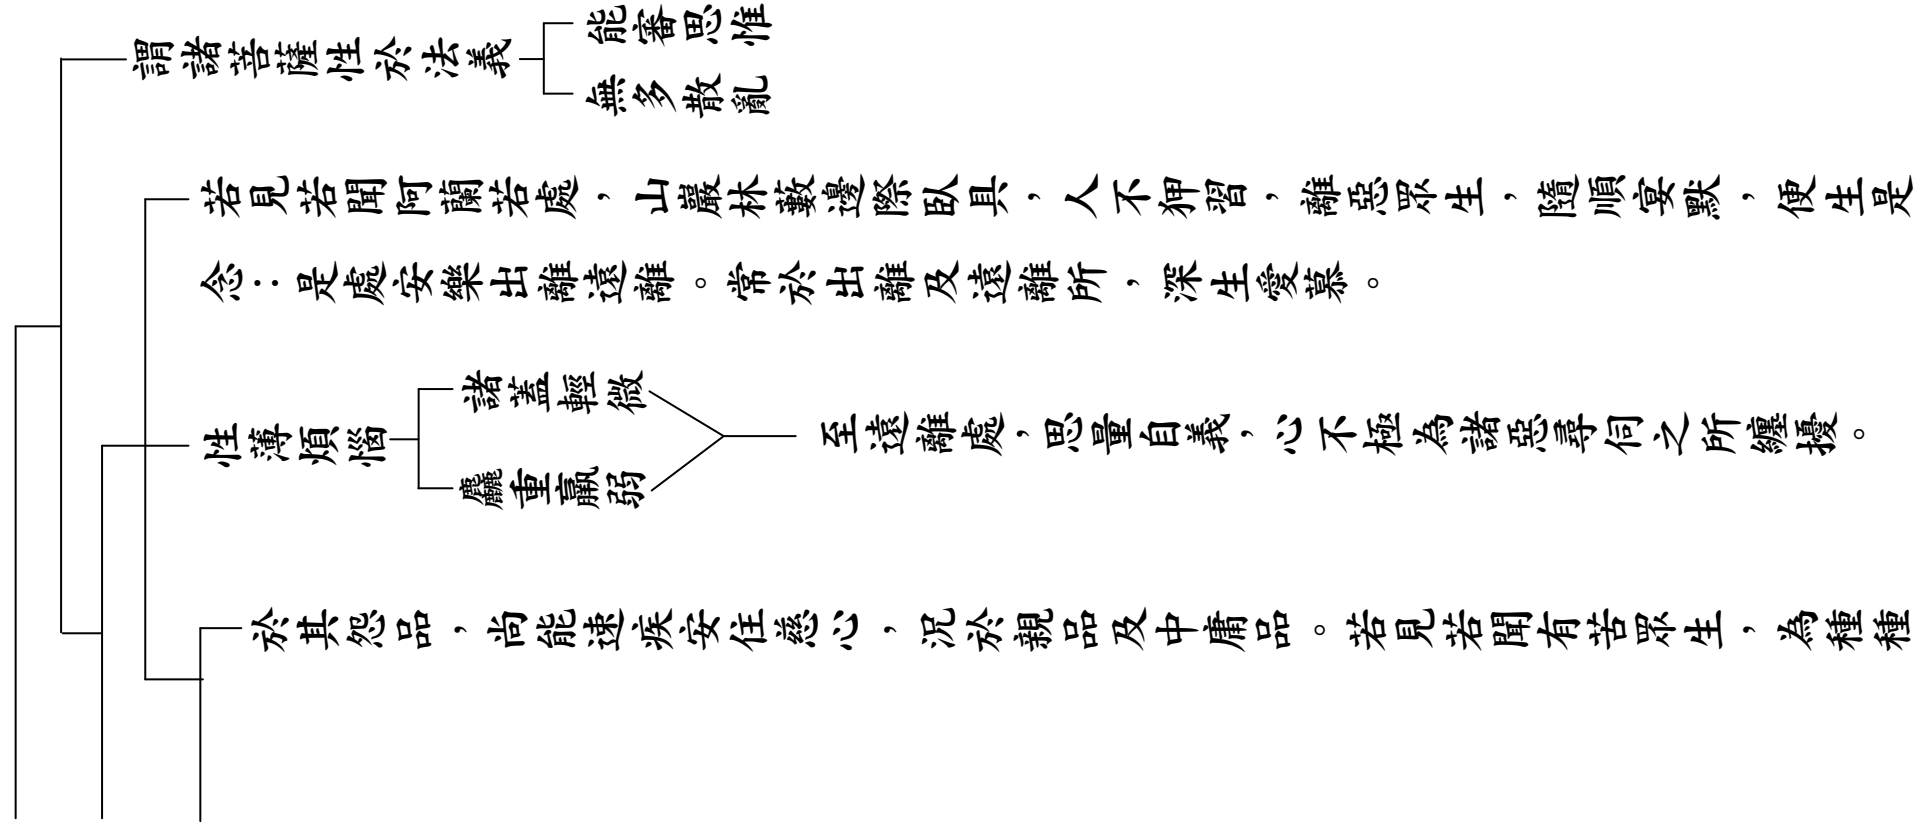 謂諸菩薩性於法義
能審思惟
無多散亂
若見若聞阿蘭若處，山巖林藪邊際臥具，人不狎習，離惡眾生，隨順宴默，便生是
念：是處安樂出離遠離。常於出離及遠離所，深生愛慕。
性薄煩惱
諸蓋輕微
麤重羸弱
至遠離處，思量自義，心不極為諸惡尋伺之所纏擾。
於其怨品，尚能速疾安住慈心，況於親品及中庸品。若見若聞有苦眾生，為種種